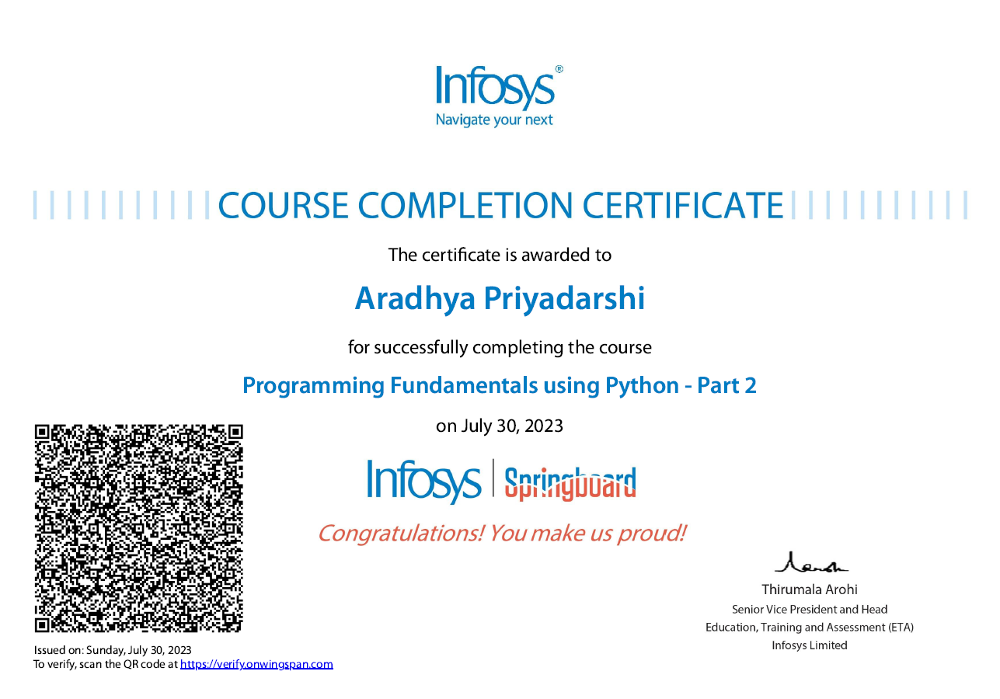 Infosys®
Navigate your next
COURSE COMPLETION CERTIFICATE
The certificate is awarded to
Aradhya Priyadarshi
for successfully completing the course
Programming Fundamentals using Python - Part 2
on July 30, 2023
Infosys | Springboard
Congratulations! You make us proud!
Thirumala Arohi
Senior Vice President and Head
Education, Training and Assessment (ETA)
Infosys Limited
Issued on: Sunday, July 30, 2023
To verify, scan the QR code at https://verify.onwingspan.com